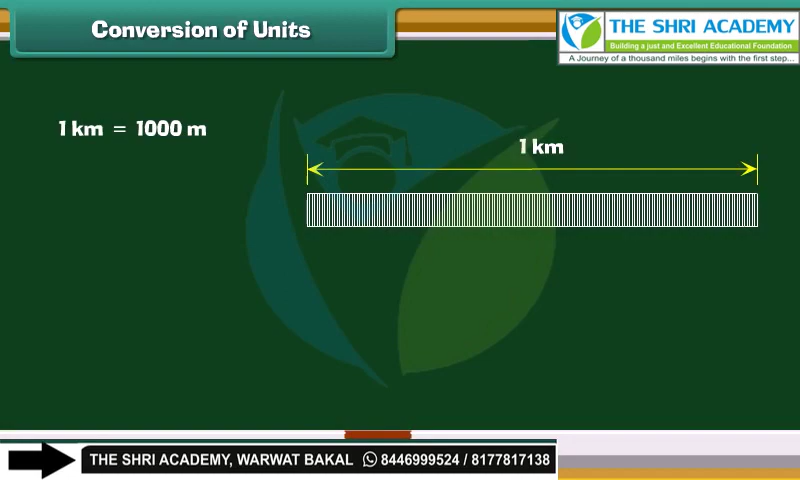 Conversion of Units
THE SHRI ACADEMY
Building a just and Excellent Educational Foundation
A Journey of a thousand miles begins with the first step...
1 km = 1000 m
1 km
THE SHRI ACADEMY, WARWAT BAKAL 8446999524 / 8177817138